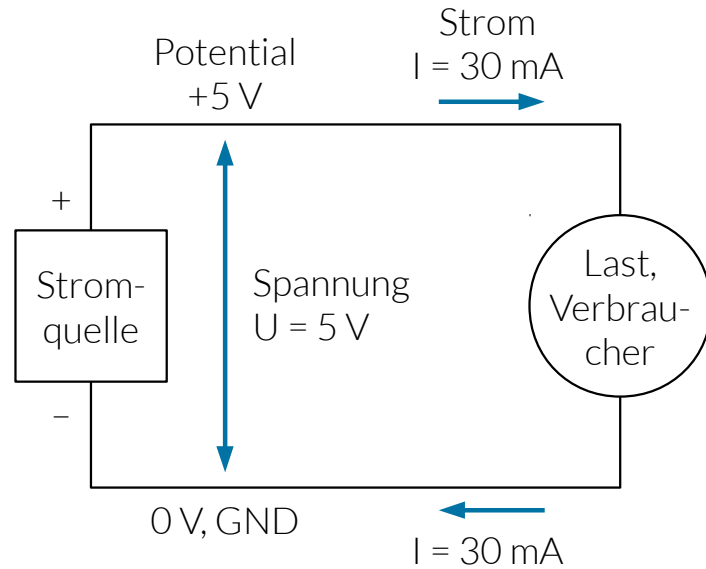 Strom
I = 30 mA
Potential
+5 V
+
Strom-
quelle
–
Spannung
U = 5 V
Last,
Verbrau-
cher
0 V, GND
I = 30 mA